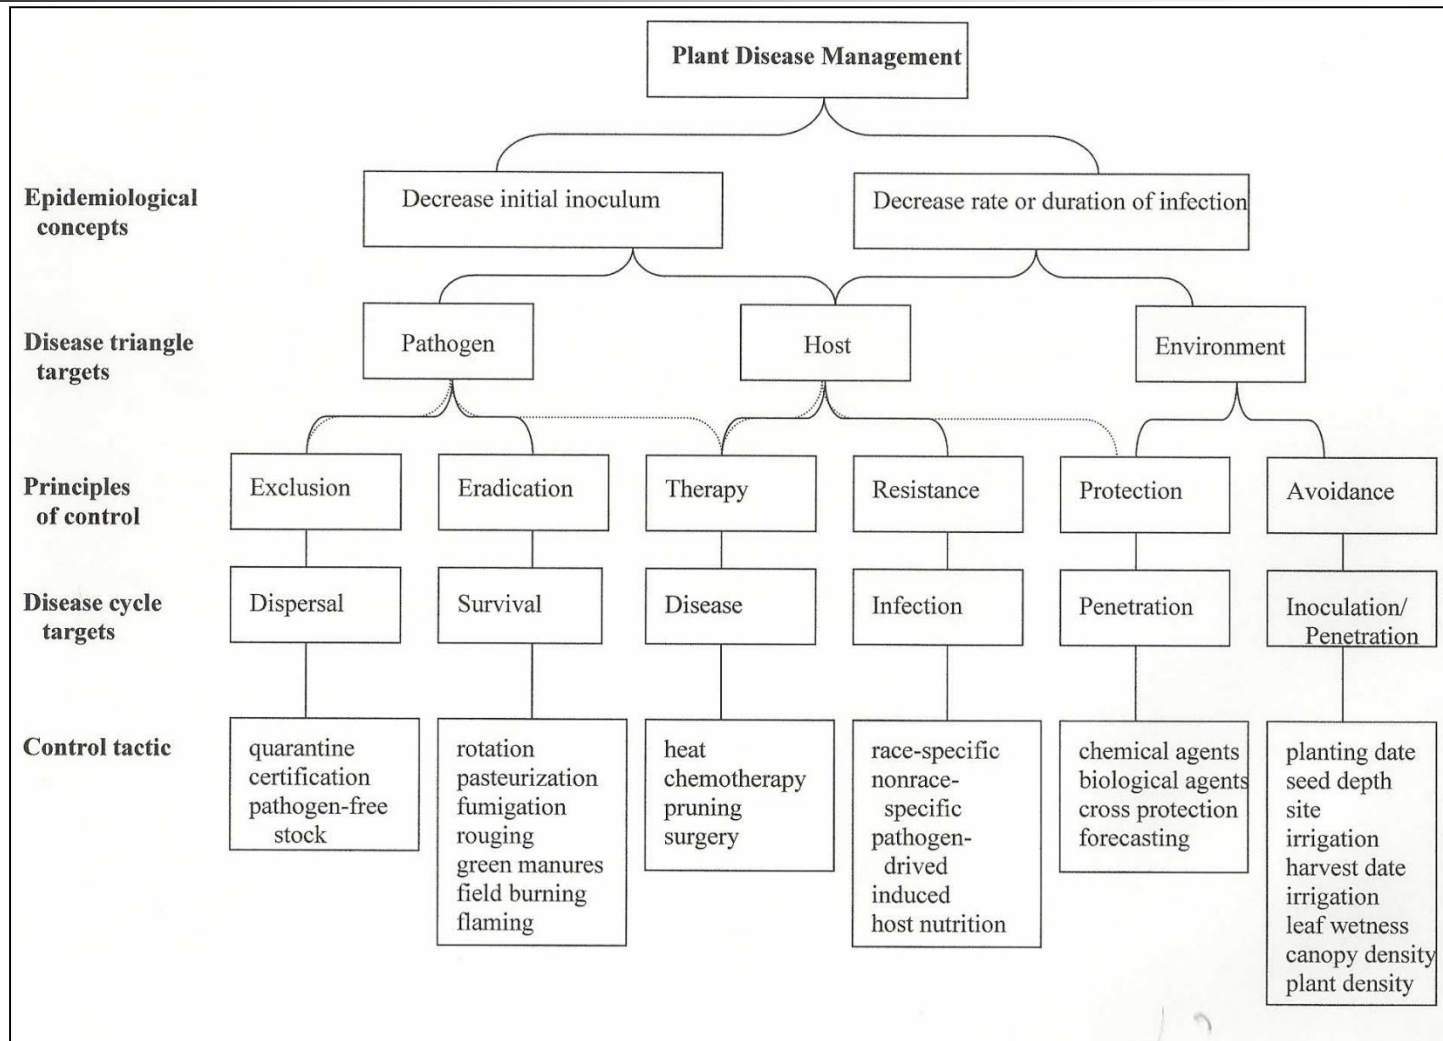 Plant Disease Management
Epidemiological
concepts
Decrease initial inoculum
Decrease rate or duration of infection
Disease triangle
targets
Pathogen
Host
Environment
Principles
of control
Exclusion
Eradication
Therapy
Resistance
Protection
Avoidance
Disease cycle
targets
Dispersal
Survival
Disease
Infection
Penetration
Inoculation/
Penetration
Control tactic
quarantine
certification
pathogen-free
stock
rotation
pasteurization
fumigation
rouging
green manures
field burning
flaming
heat
chemotherapy
pruning
surgery
race-specific
nonrace-
specific
pathogen-
drived
induced
host nutrition
chemical agents
biological agents
cross protection
forecasting
planting date
seed depth
site
irrigation
harvest date
irrigation
leaf wetness
canopy density
plant density